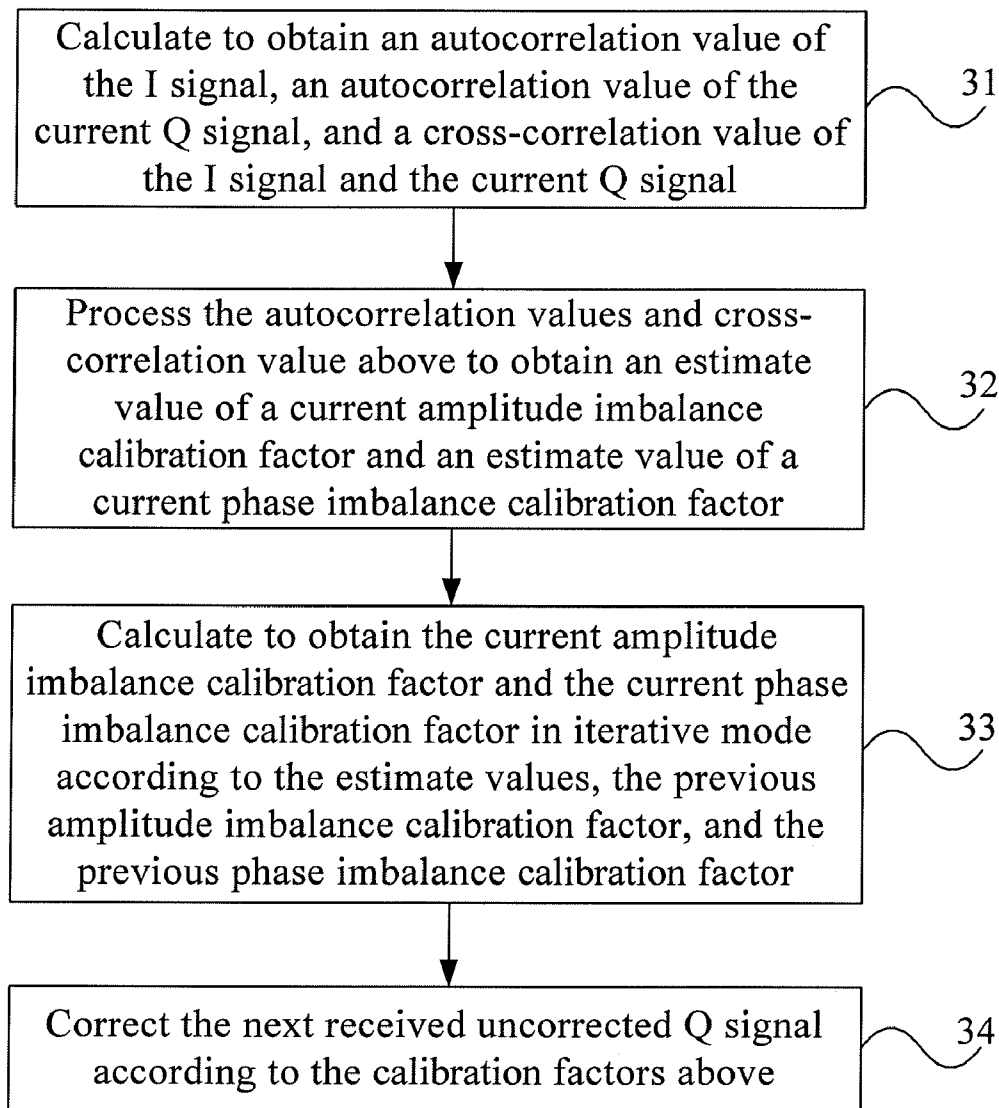 Calculate to obtain an autocorrelation value of
the I signal, an autocorrelation value of the
current Q signal, and a cross-correlation value of
the I signal and the current Q signal
31
Process the autocorrelation values and cross-
correlation value above to obtain an estimate
value of a current amplitude imbalance
calibration factor and an estimate value of a
current phase imbalance calibration factor
32
Calculate to obtain the current amplitude
imbalance calibration factor and the current phase
imbalance calibration factor in iterative mode
according to the estimate values, the previous
amplitude imbalance calibration factor, and the
previous phase imbalance calibration factor
33
Correct the next received uncorrected Q signal
according to the calibration factors above
34